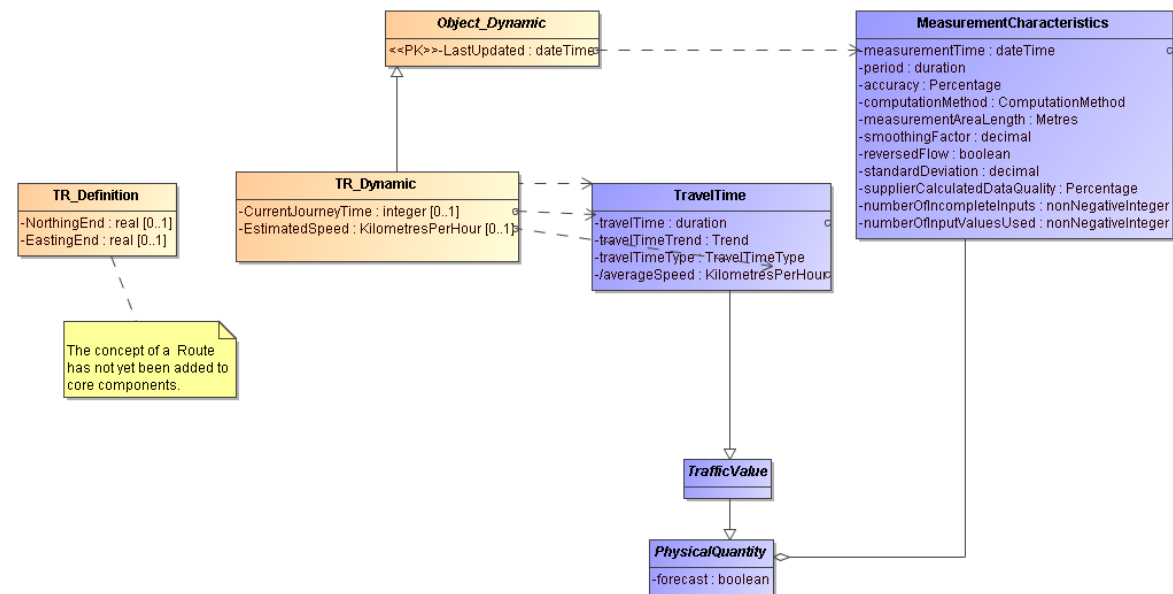 Object_Dynamic
<<PK>>-LastUpdated : dateTime
MeasurementCharacteristics
-measurementTime : dateTime
-period : duration
-accuracy : Percentage
-computationMethod : ComputationMethod
-measurementAreaLength : Metres
-smoothingFactor : decimal
-reversedFlow : boolean
-standardDeviation : decimal
-supplierCalculatedDataQuality : Percentage
-numberOfIncompleteInputs : nonNegativeInteger
-numberOfInputValuesUsed : nonNegativeInteger
TR_Definition
-NorthingEnd : real [0..1]
-EastingEnd : real [0..1]
TR_Dynamic
-CurrentJourneyTime : integer [0..1]
-EstimatedSpeed : KilometresPerHour [0..1]
TravelTime
-travelTime : duration
-travelTimeTrend : Trend
-travelTimeType : TravelTimeType
-/averageSpeed : KilometresPerHour
The concept of a Route
has not yet been added to
core components.
TrafficValue
PhysicalQuantity
-forecast : boolean